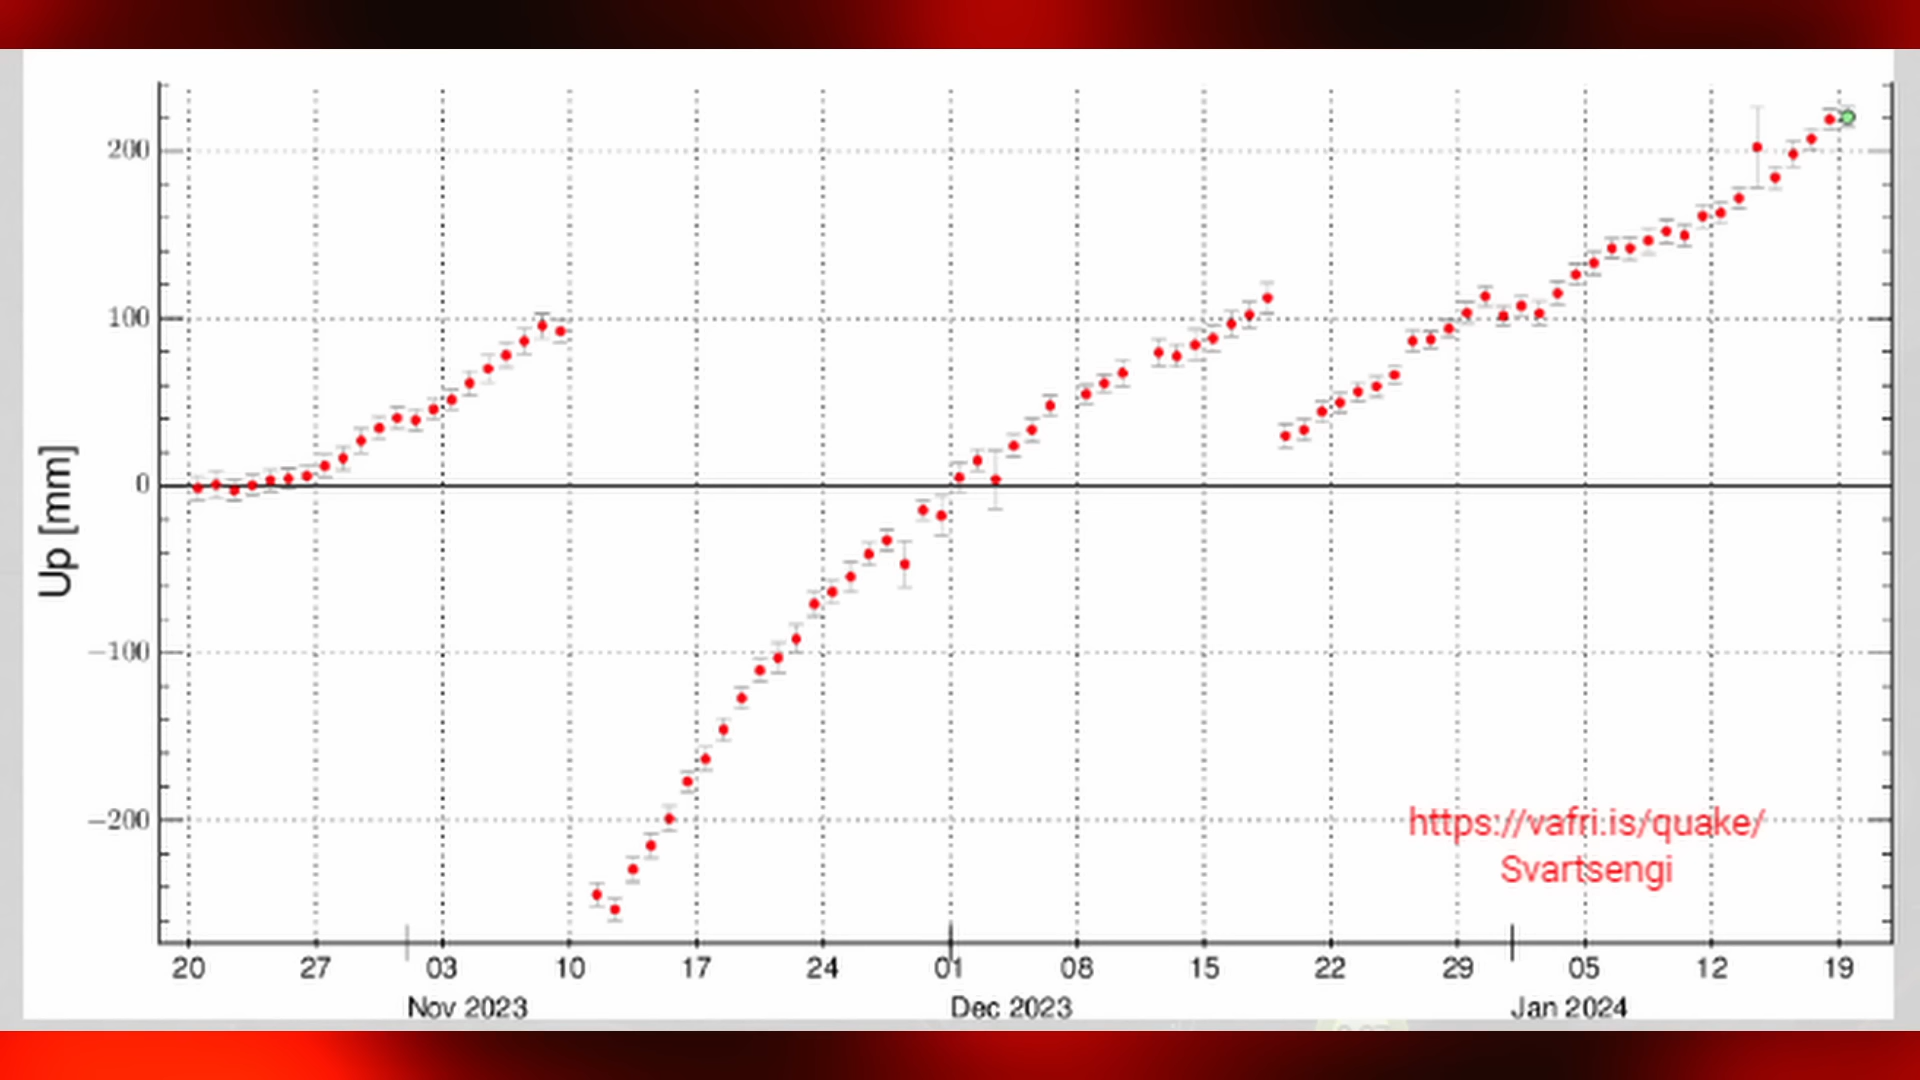 200
100
0
−100
−200
Up [mm]
https://vafri.is/quake/
Svartsengi
20 27 03 10 17 24 01 08 15 22 29 05 12 19
Nov 2023 Dec 2023 Jan 2024